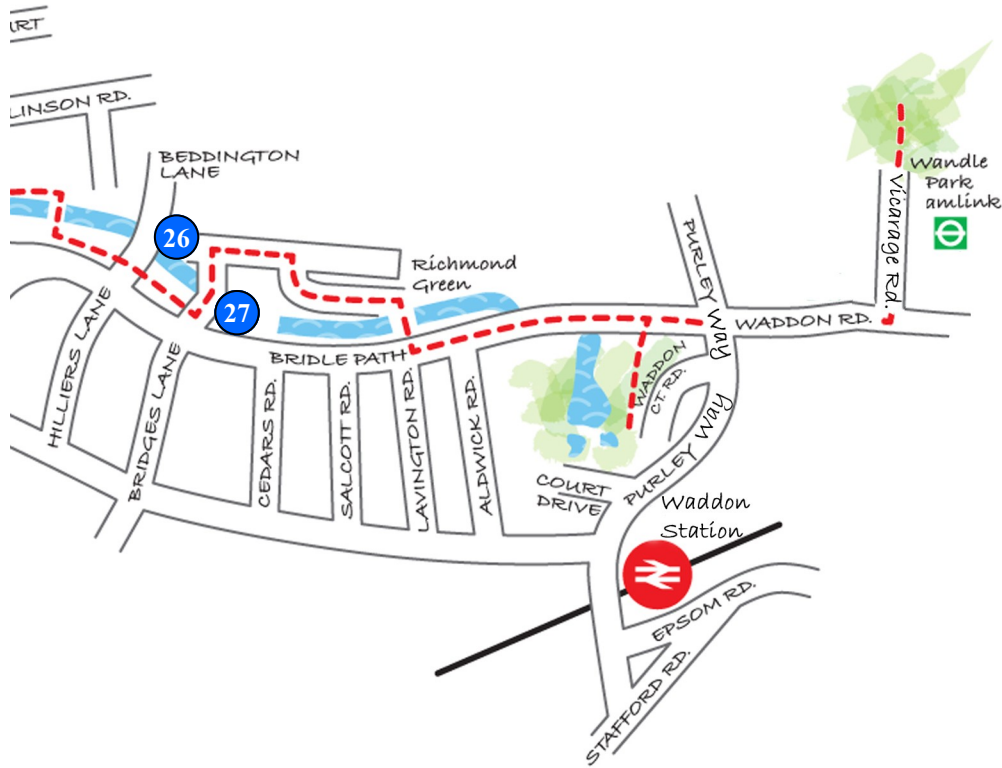 LINSON RD.
BEDDINGTON
LANE
26
27
Richmond
Green
PURLEY WAY
Wandle
Park
amlink
Vicarage Rd.
WADDON RD.
BRIDLE PATH
WADDON
CT. RD.
HILLIERS LANE
BRIDGES LANE
CEDARS RD.
SALCOTT RD.
LAVINGTON RD.
ALDWICK RD.
COURT
DRIVE
PURLEY WAY
Waddon
Station
EPSOM RD.
STAFFORD RD.